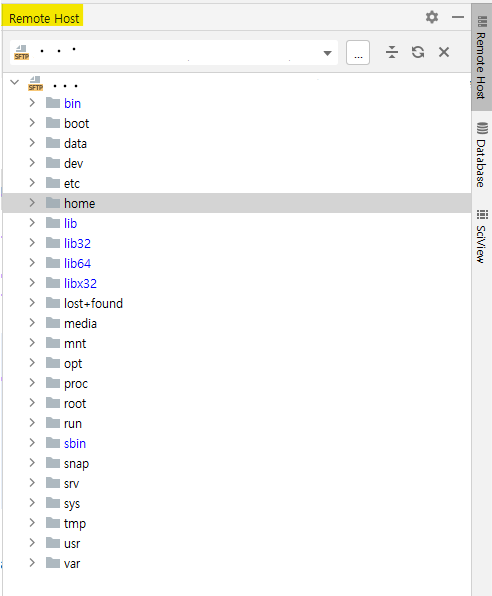 Remote Host
SFTP . . .
...
SFTP . . .
bin
boot
data
dev
etc
home
lib
lib32
lib64
libx32
lost+found
media
mnt
opt
proc
root
run
sbin
snap
srv
sys
tmp
usr
var
Remote Host
Database
SciView